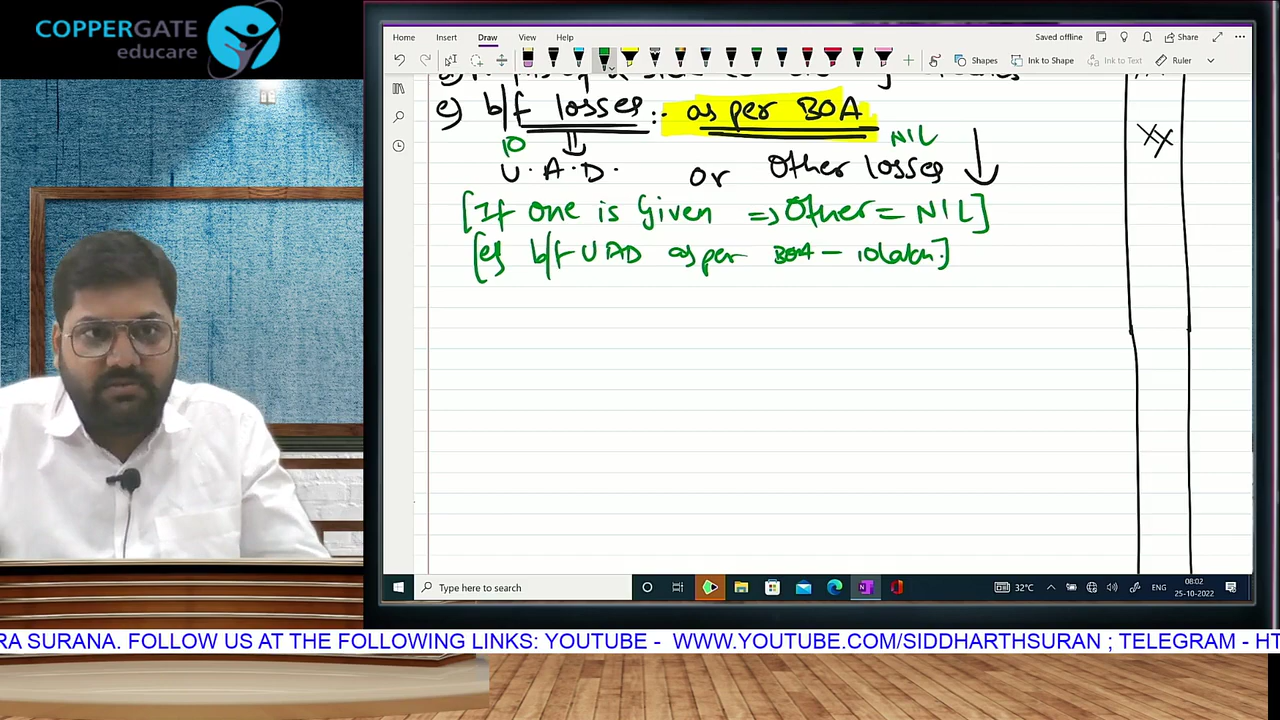 COPPERGATE
educare
Home Insert Draw View Help
Saved offline
Share
Shapes
Ink to Shape
Ink to Text
Ruler
e) b/f losses :- as per BOA
XX
10
NIL
U.A.D. or Other losses
[If one is Given => Other = NIL]
[eg b/f UAD as per BOA - 10lakh.]
Type here to search
32°C
ENG
08:02
25-10-2022
RA SURANA. FOLLOW US AT THE FOLLOWING LINKS: YOUTUBE - WWW.YOUTUBE.COM/SIDDHARTHSURAN ; TELEGRAM - HT